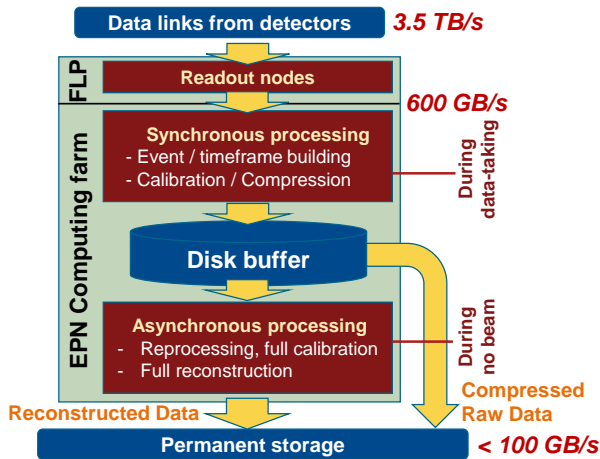 Data links from detectors
3.5 TB/s
FLP
Readout nodes
600 GB/s
EPN Computing farm
Synchronous processing
- Event / timeframe building
- Calibration / Compression
During
data-taking
Disk buffer
Asynchronous processing
- Reprocessing, full calibration
- Full reconstruction
During
no beam
Reconstructed Data
Compressed
Raw Data
Permanent storage
< 100 GB/s